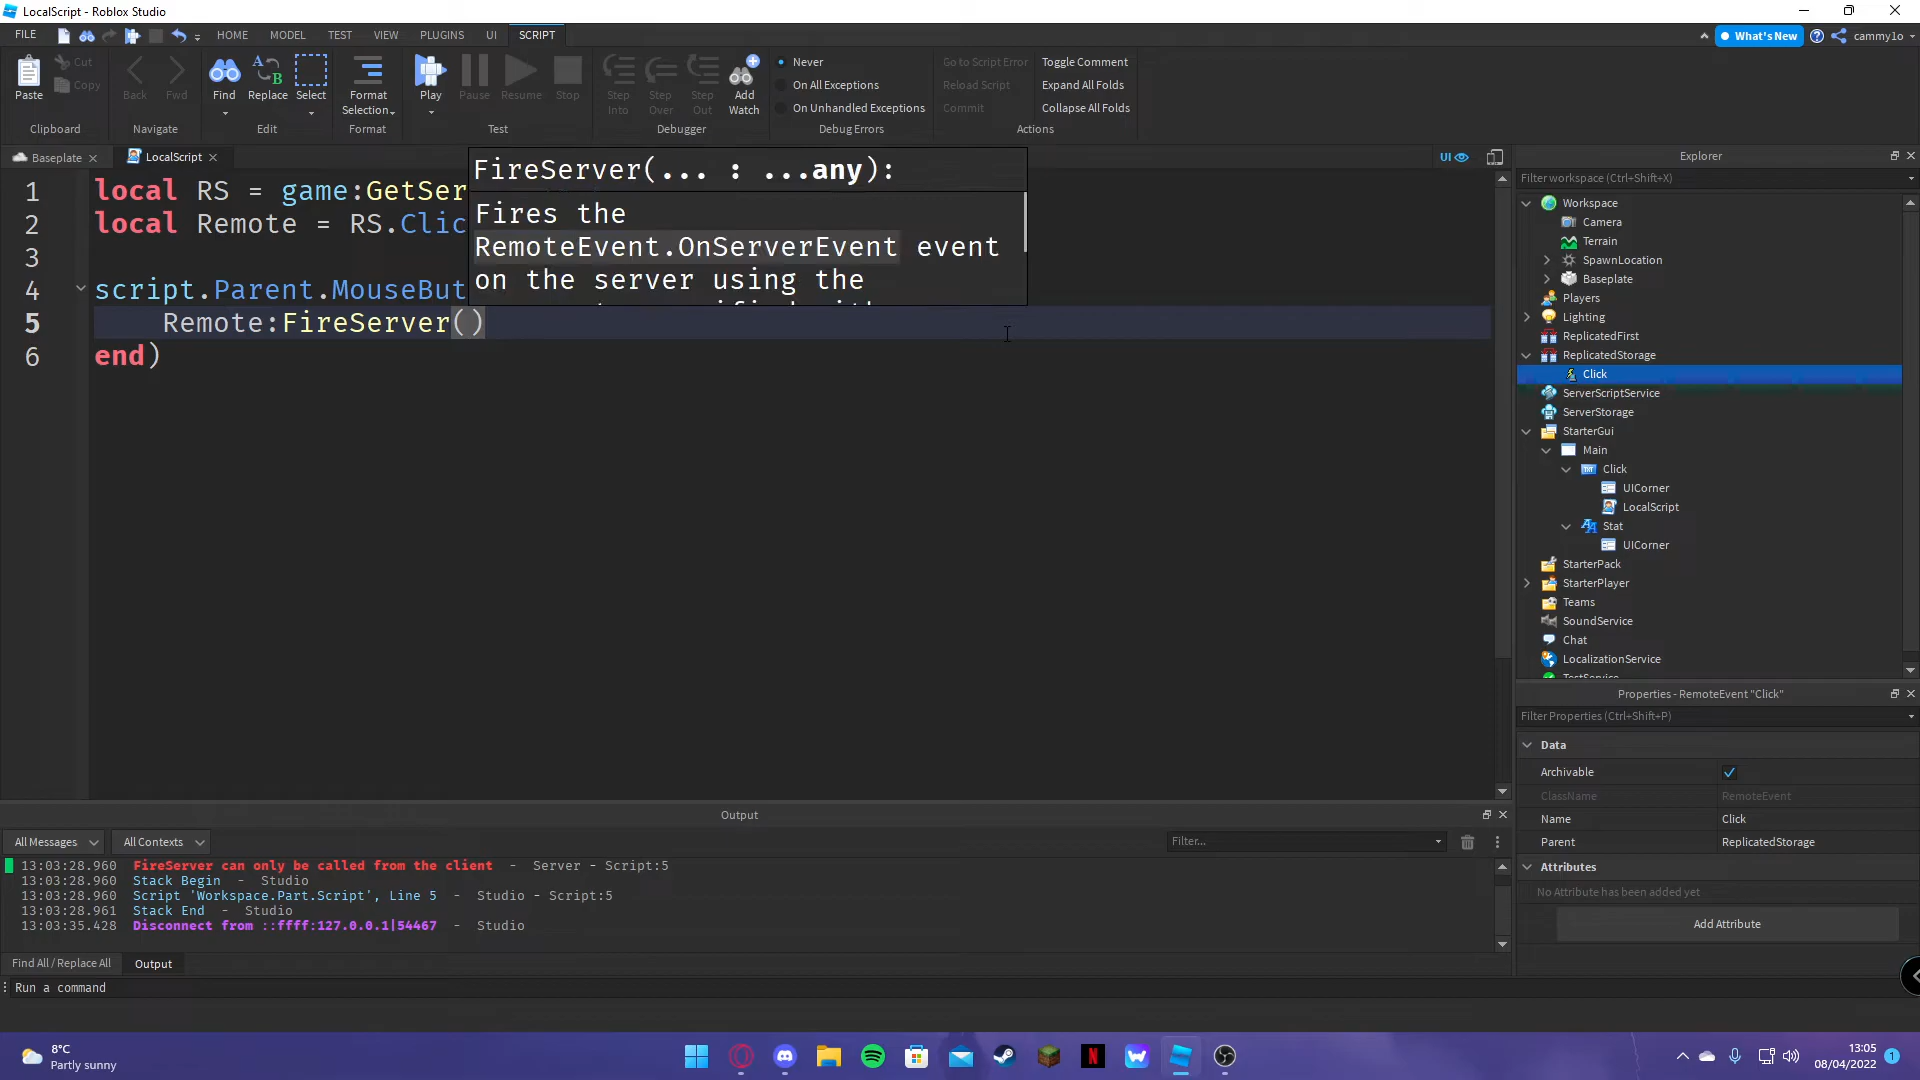 LocalScript - Roblox Studio
FILE HOME MODEL TEST VIEW PLUGINS UI SCRIPT What's New cammy1o
Paste Cut Copy Back Fwd Find Replace Select Format Selection Play Pause Resume Stop Step Into Step Over Step Out Add Watch
Never
On All Exceptions
On Unhandled Exceptions
Go to Script Error
Reload Script
Commit
Toggle Comment
Expand All Folds
Collapse All Folds
Clipboard Navigate Edit Format Test Debugger Debug Errors Actions
Baseplate LocalScript UI
1 local RS = game:GetSer
2 local Remote = RS.Clic
3
4 script.Parent.MouseBut
5 Remote:FireServer()
6 end)
FireServer(... : ...any):
Fires the
RemoteEvent.OnServerEvent event
on the server using the
Explorer
Filter workspace (Ctrl+Shift+X)
Workspace
Camera
Terrain
SpawnLocation
Baseplate
Players
Lighting
ReplicatedFirst
ReplicatedStorage
Click
ServerScriptService
ServerStorage
StarterGui
Main
Click
UICorner
LocalScript
Stat
UICorner
StarterPack
StarterPlayer
Teams
SoundService
Chat
LocalizationService
TestService
Properties - RemoteEvent "Click"
Filter Properties (Ctrl+Shift+P)
Data
Archivable
ClassName RemoteEvent
Name Click
Parent ReplicatedStorage
Attributes
No Attribute has been added yet
Add Attribute
Output
All Messages All Contexts Filter...
13:03:28.960 FireServer can only be called from the client - Server - Script:5
13:03:28.960 Stack Begin - Studio
13:03:28.960 Script 'Workspace.Part.Script', Line 5 - Studio - Script:5
13:03:28.961 Stack End - Studio
13:03:35.428 Disconnect from ::ffff:127.0.0.1|54467 - Studio
Find All / Replace All Output
Run a command
8°C
Partly sunny
13:05
08/04/2022
1